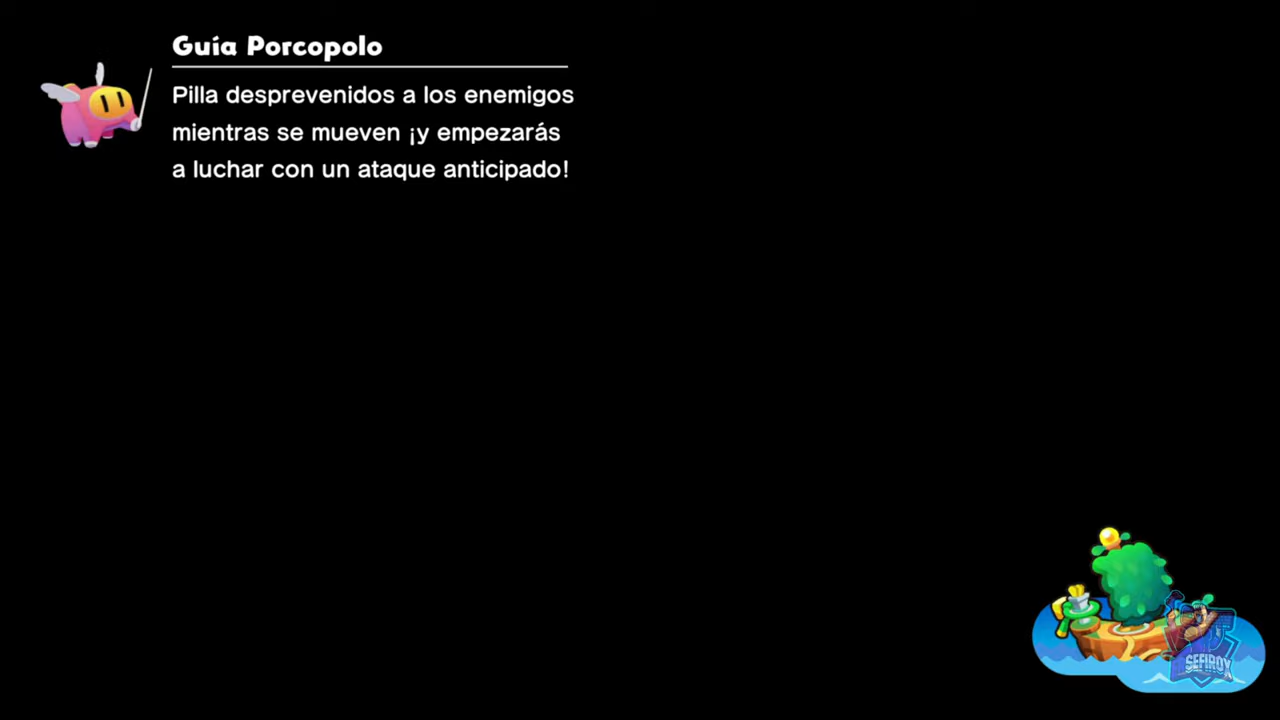 Guía Porcopolo
Pilla desprevenidos a los enemigos
mientras se mueven ¡y empezarás
a luchar con un ataque anticipado!
SEFIROX